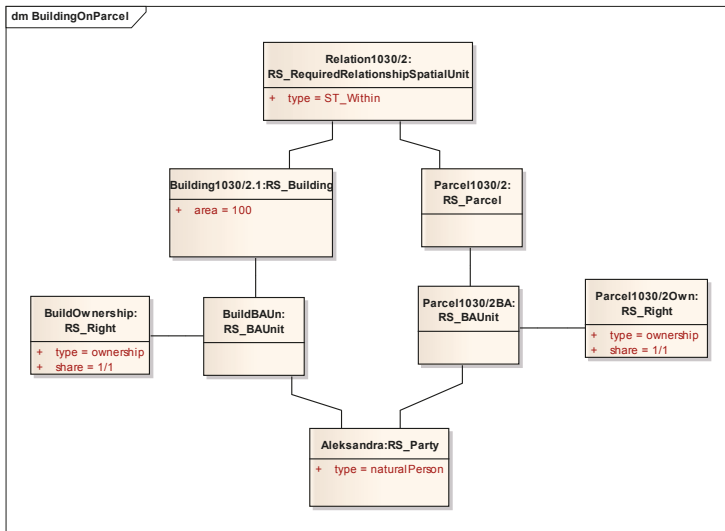 dm BuildingOnParcel
Relation1030/2:
RS_RequiredRelationshipSpatialUnit
+ type = ST_Within
Building1030/2.1:RS_Building
+ area = 100
Parcel1030/2:
RS_Parcel
BuildOwnership:
RS_Right
+ type = ownership
+ share = 1/1
BuildBAUn:
RS_BAUnit
Parcel1030/2BA:
RS_BAUnit
Parcel1030/2Own:
RS_Right
+ type = ownership
+ share = 1/1
Aleksandra:RS_Party
+ type = naturalPerson